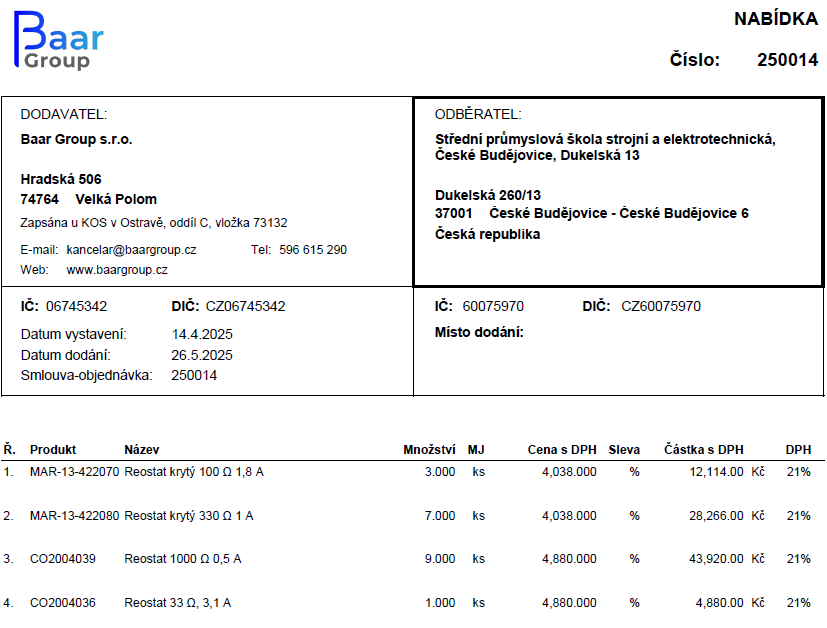 Baar
Group
NABÍDKA
Číslo: 250014
DODAVATEL:
Baar Group s.r.o.
Hradská 506
74764 Velká Polom
Zapsána u KOS v Ostravě, oddíl C, vložka 73132
E-mail: kancelar@baargroup.cz Tel: 596 615 290
Web: www.baargroup.cz
ODBĚRATEL:
Střední průmyslová škola strojní a elektrotechnická,
České Budějovice, Dukelská 13
Dukelská 260/13
37001 České Budějovice - České Budějovice 6
Česká republika
IČ: 06745342 DIČ: CZ06745342
Datum vystavení: 14.4.2025
Datum dodání: 26.5.2025
Smlouva-objednávka: 250014
IČ: 60075970 DIČ: CZ60075970
Místo dodání:
Ř. Produkt Název Množství MJ Cena s DPH Sleva Částka s DPH DPH
1. MAR-13-422070 Reostat krytý 100 Ω 1,8 A 3.000 ks 4,038.000 % 12,114.00 Kč 21%
2. MAR-13-422080 Reostat krytý 330 Ω 1 A 7.000 ks 4,038.000 % 28,266.00 Kč 21%
3. CO2004039 Reostat 1000 Ω 0,5 A 9.000 ks 4,880.000 % 43,920.00 Kč 21%
4. CO2004036 Reostat 33 Ω, 3,1 A 1.000 ks 4,880.000 % 4,880.00 Kč 21%